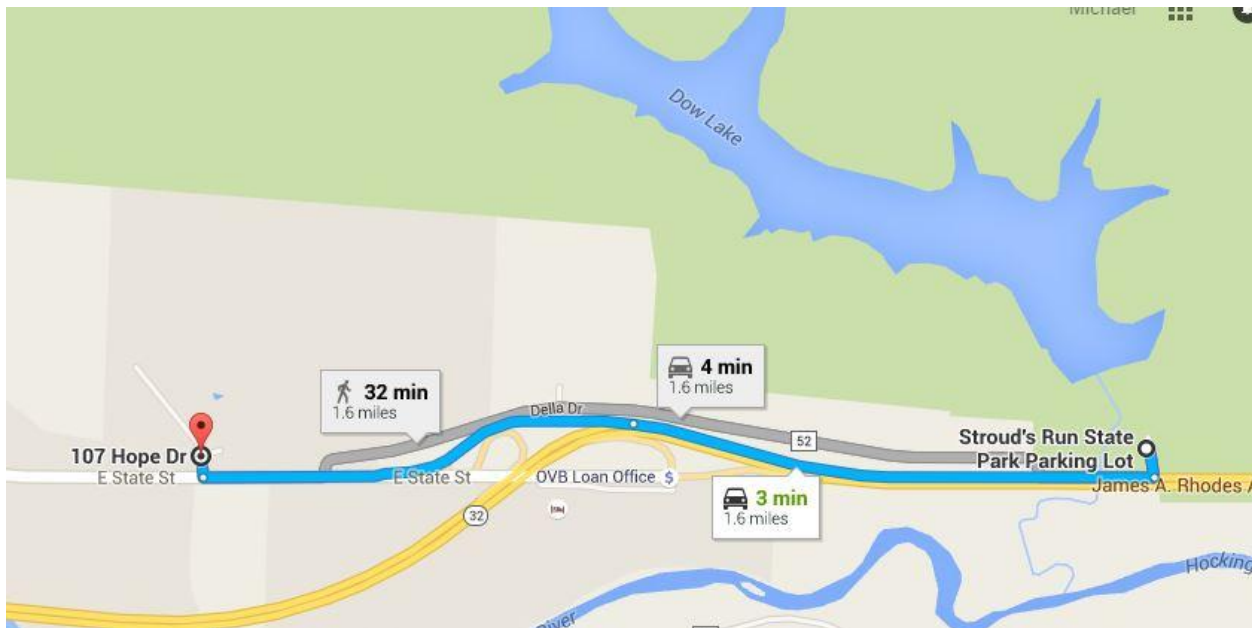 Michael
Dow Lake
4 min
1.6 miles
32 min
1.6 miles
Della Dr
52
Stroud's Run State
Park Parking Lot
107 Hope Dr
E State St
E State St
OVB Loan Office $
James A. Rhodes A
3 min
1.6 miles
32
Hocking
River